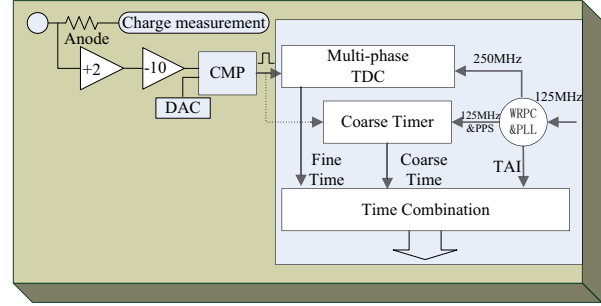 Charge measurement
Anode
+2
-10
CMP
DAC
Multi-phase
TDC
250MHz
125MHz
WRPC
&PLL
125MHz
&PPS
Coarse Timer
TAI
Fine
Time
Coarse
Time
Time Combination